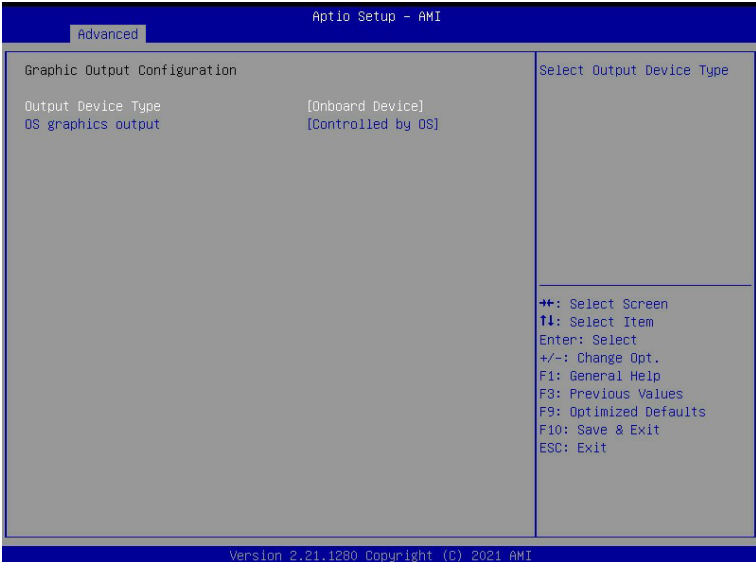 Aptio Setup – AMI
Advanced
Graphic Output Configuration
Output Device Type [Onboard Device]
OS graphics output [Controlled by OS]
Select Output Device Type
→←: Select Screen
↑↓: Select Item
Enter: Select
+/-: Change Opt.
F1: General Help
F3: Previous Values
F9: Optimized Defaults
F10: Save & Exit
ESC: Exit
Version 2.21.1280 Copyright (C) 2021 AMI